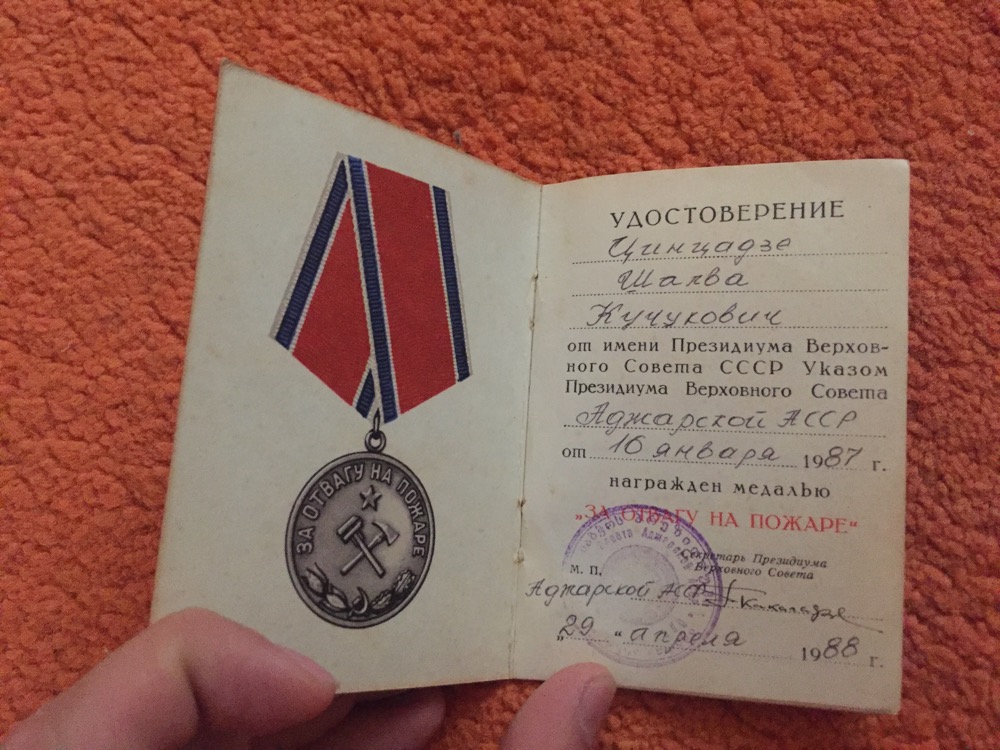 ЗА ОТВАГУ НА ПОЖАРЕ
УДОСТОВЕРЕНИЕ
Цинцадзе
Шалва
Кучукович
от имени Президиума Верхов-
ного Совета СССР Указом
Президиума Верховного Совета
Аджарской АССР
от 16 января 1987 г.
награжден медалью
„ЗА ОТВАГУ НА ПОЖАРЕ“
Секретарь Президиума
Верховного Совета
М. П.
Аджарской АССР
„29“ апреля 1988 г.